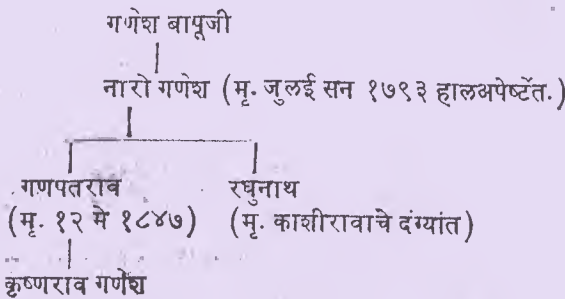 गणेश बापूजी
नारो गणेश (मृ. जुलई सन १७९३ हालअपेष्टेंत.)
गणपतराव रघुनाथ
(मृ. १२ मे १८४७) (मृ. काशीरावाचे दंग्यांत)
कृष्णराव गणेश